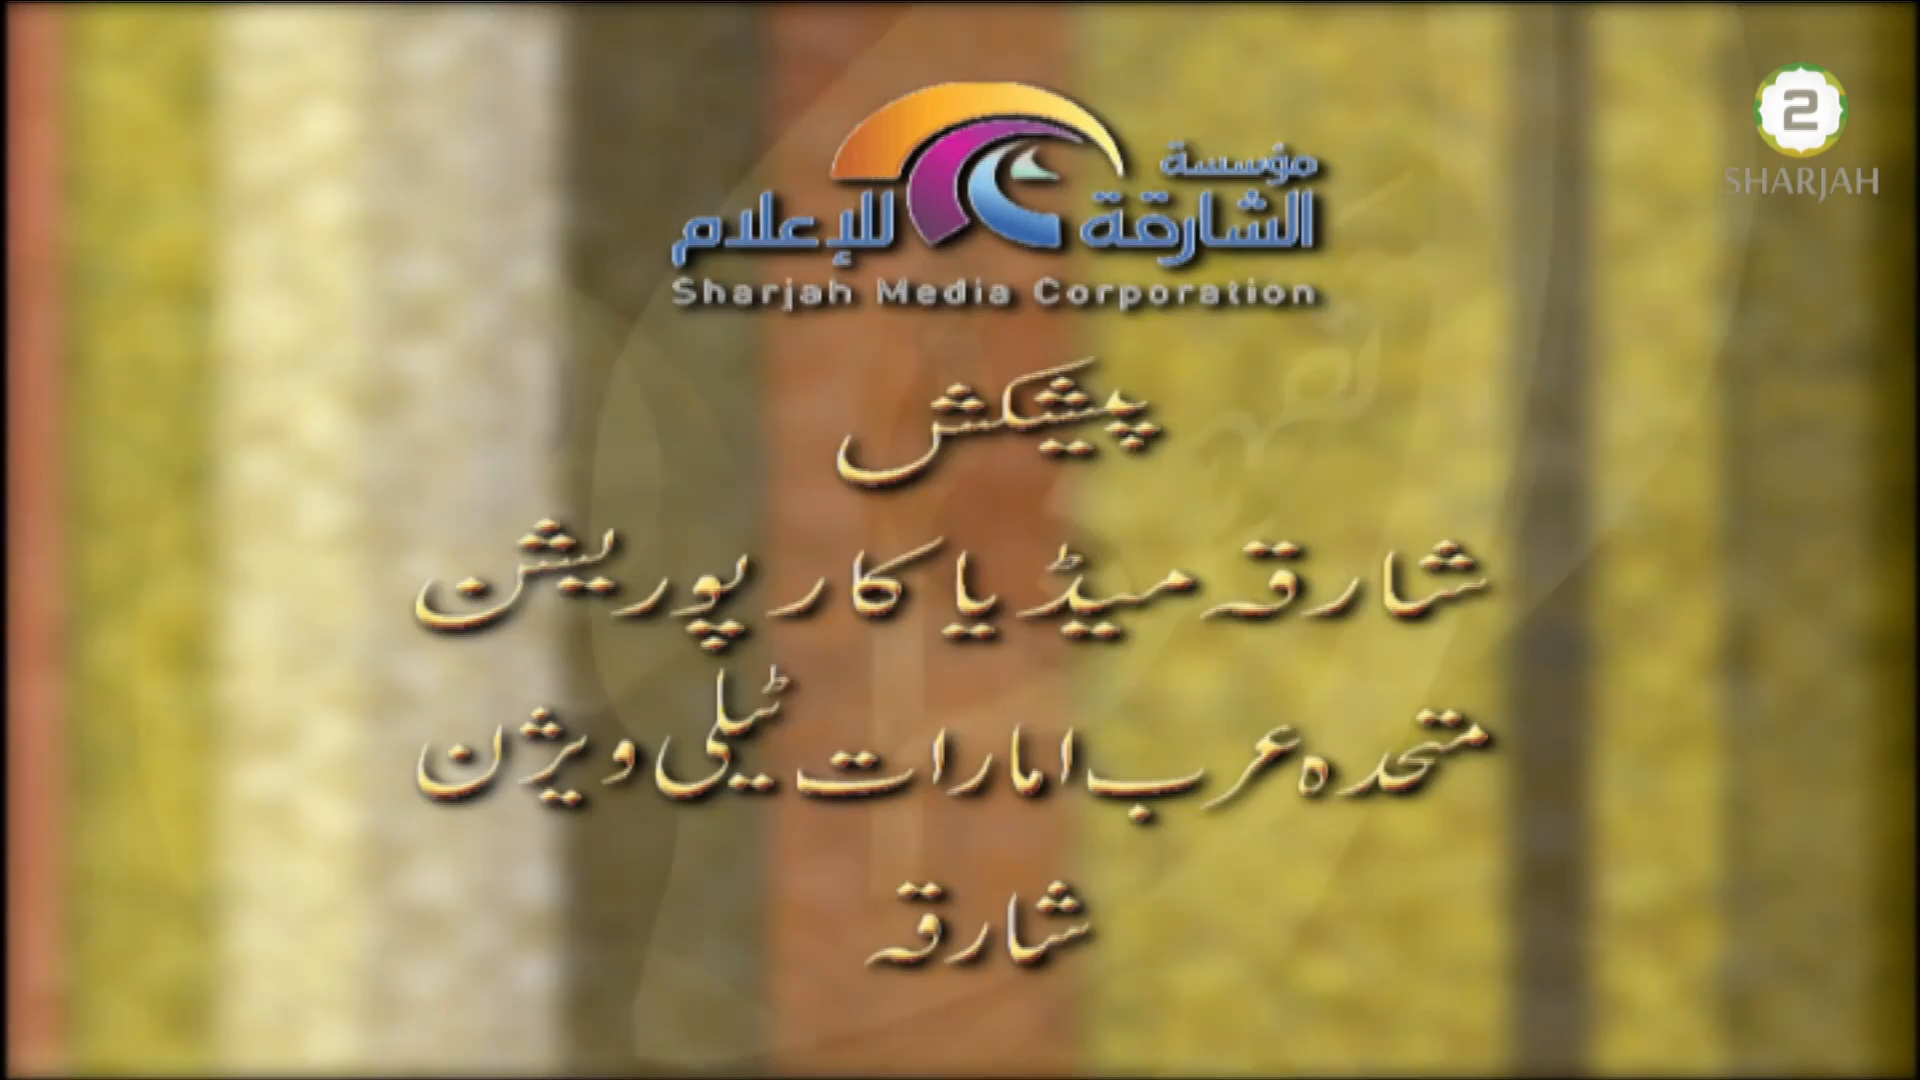 2
SHARJAH
مؤسسة
الشارقة للإعلام
Sharjah Media Corporation
پیشکش
شارقہ میڈیا کارپوریشن
متحدہ عرب امارات ٹیلی ویژن
شارقہ